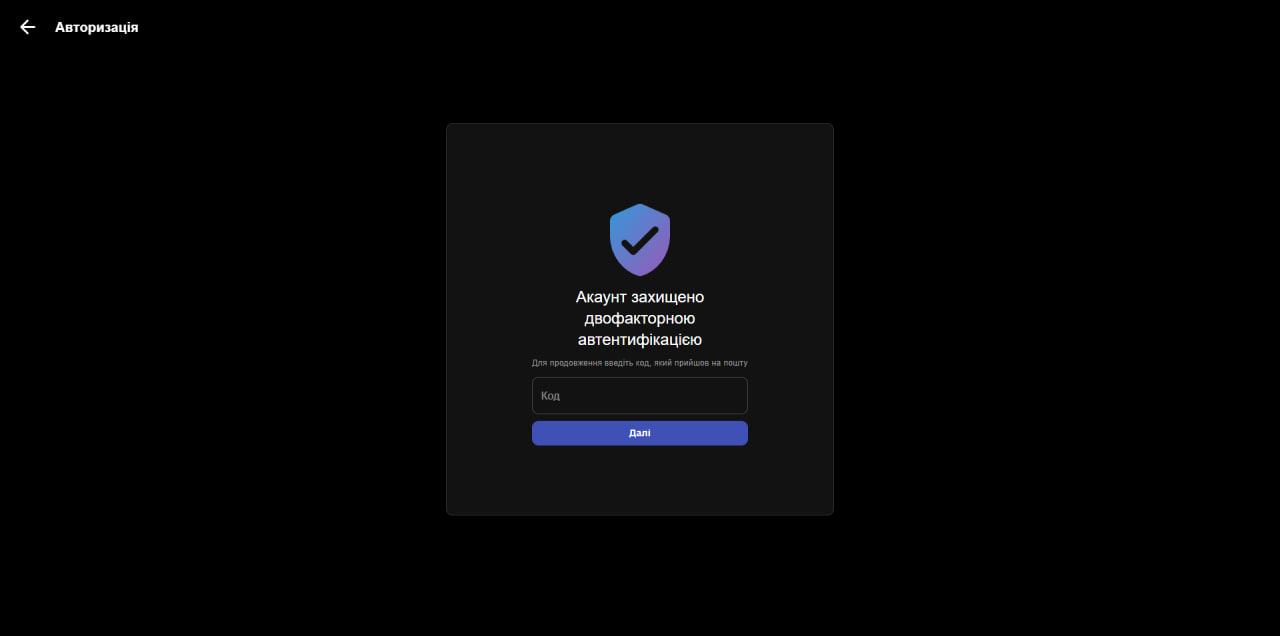 Авторизація
Акаунт захищено
двофакторною
автентифікацією
Для продовження введіть код, який прийшов на пошту
Код
Далі